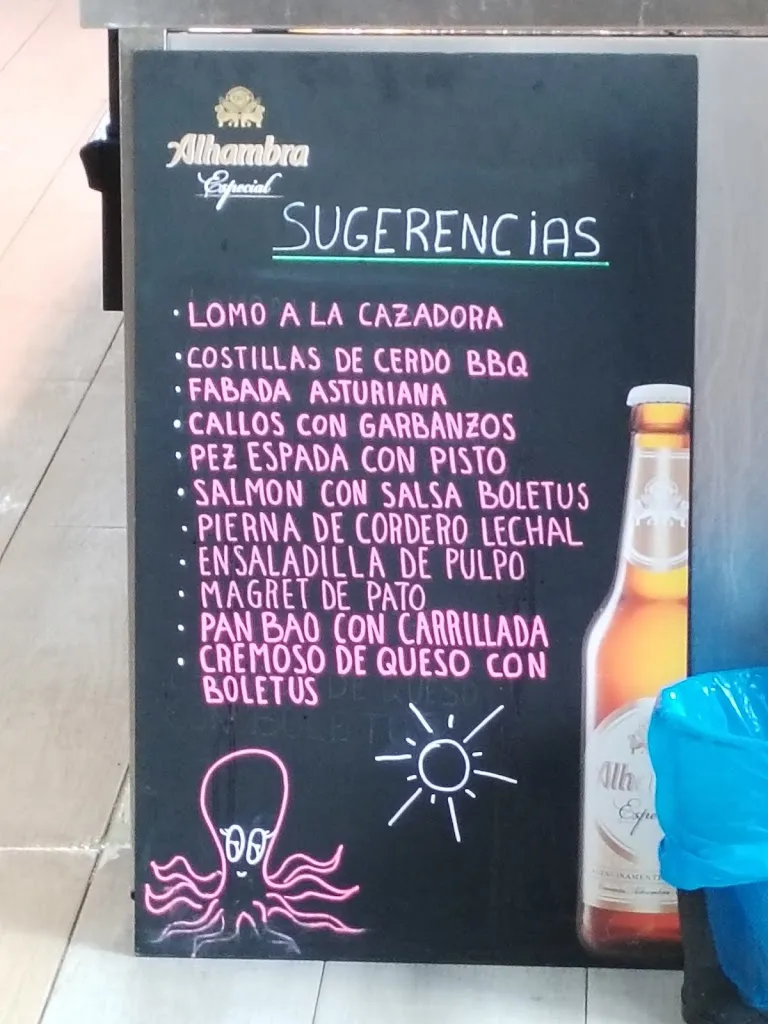 Alhambra
Especial
SUGERENCiAS
· LOMO A LA CAZADORA
· COSTILLAS DE CERDO BBQ
· FABADA ASTURIANA
· CALLOS CON GARBANZOS
· PEZ ESPADA CON PISTO
· SALMON CON SALSA BOLETUS
· PIERNA DE CORDERO LECHAL
· ENSALADILLA DE PULPO
· MAGRET DE PATO
· PAN BAO CON CARRILLADA
· CREMOSO DE QUESO CON
BOLETUS
Alh
Espe